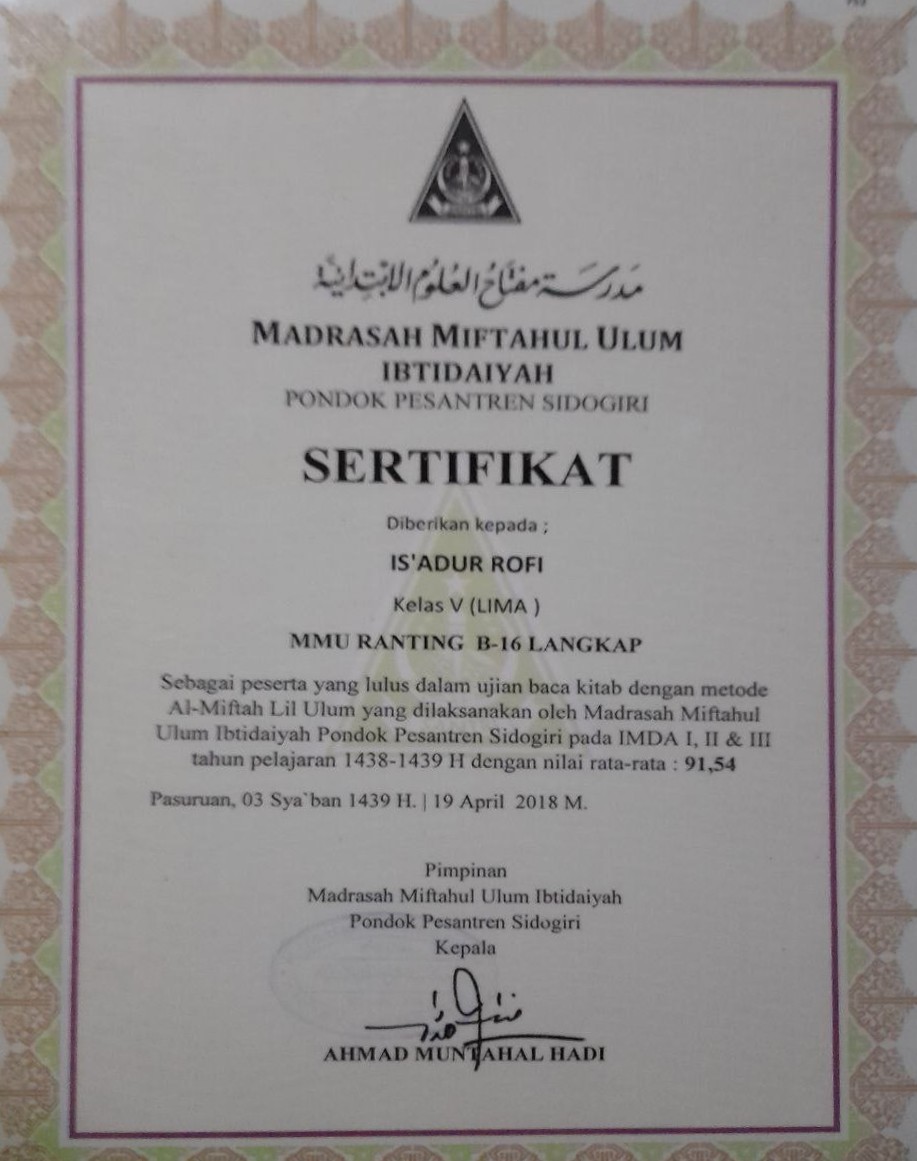 مَدْرَسَة مِفْتَاحُ الْعُلُوْمِ الْاِبْتِدَائِيَّة
MADRASAH MIFTAHUL ULUM
IBTIDAIYAH
PONDOK PESANTREN SIDOGIRI
SERTIFIKAT
Diberikan kepada ;
IS'ADUR ROFI
Kelas V (LIMA )
MMU RANTING B-16 LANGKAP
Sebagai peserta yang lulus dalam ujian baca kitab dengan metode
Al-Miftah Lil Ulum yang dilaksanakan oleh Madrasah Miftahul
Ulum Ibtidaiyah Pondok Pesantren Sidogiri pada IMDA I, II & III
tahun pelajaran 1438-1439 H dengan nilai rata-rata : 91,54
Pasuruan, 03 Sya`ban 1439 H. | 19 April 2018 M.
Pimpinan
Madrasah Miftahul Ulum Ibtidaiyah
Pondok Pesantren Sidogiri
Kepala
AHMAD MUNTAHAL HADI